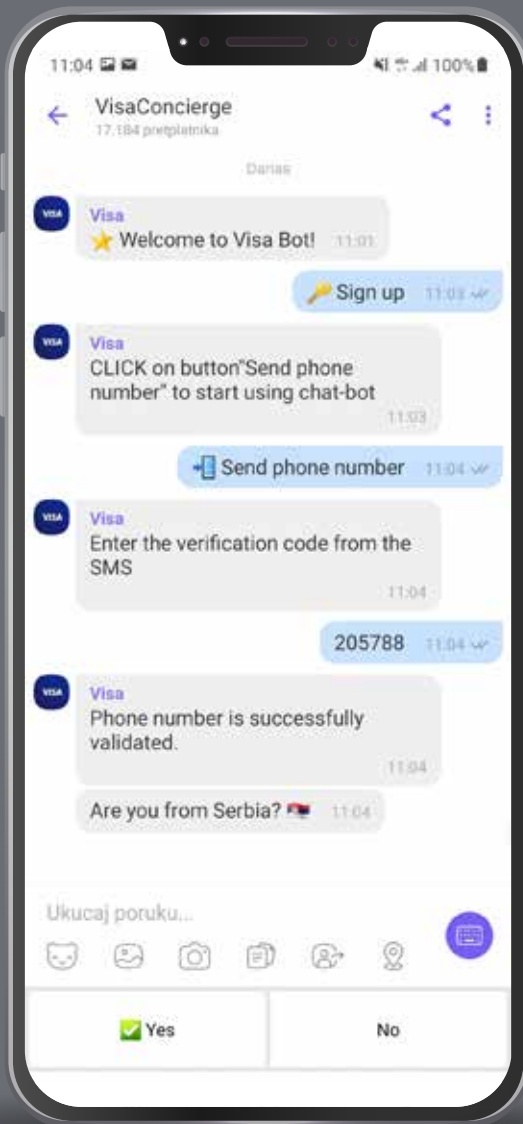 11:04 100%
VisaConcierge
17.184 pretplatnika
Danas
VISA Visa
Welcome to Visa Bot! 11:01
Sign up 11:03
VISA Visa
CLICK on button"Send phone
number" to start using chat-bot
11:03
Send phone number 11:04
VISA Visa
Enter the verification code from the
SMS
11:04
205788 11:04
VISA Visa
Phone number is successfully
validated.
11:04
Are you from Serbia? 11:04
Ukucaj poruku...
Yes No